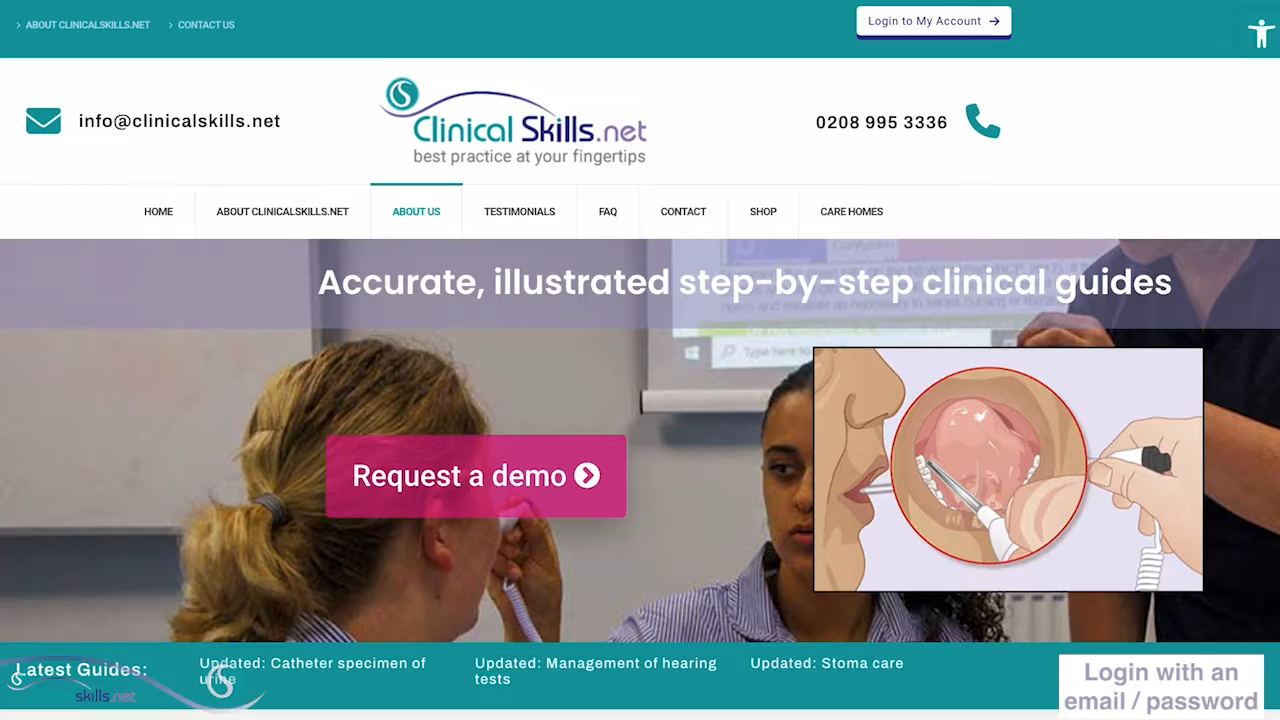 ABOUT CLINICALSKILLS.NET
CONTACT US
Login to My Account
info@clinicalskills.net
Clinical Skills.net
best practice at your fingertips
0208 995 3336
HOME
ABOUT CLINICALSKILLS.NET
ABOUT US
TESTIMONIALS
FAQ
CONTACT
SHOP
CARE HOMES
Accurate, illustrated step-by-step clinical guides
Request a demo
Latest Guides:
Updated: Catheter specimen of
urine
Updated: Management of hearing
tests
Updated: Stoma care
skills.net
Login with an
email / password